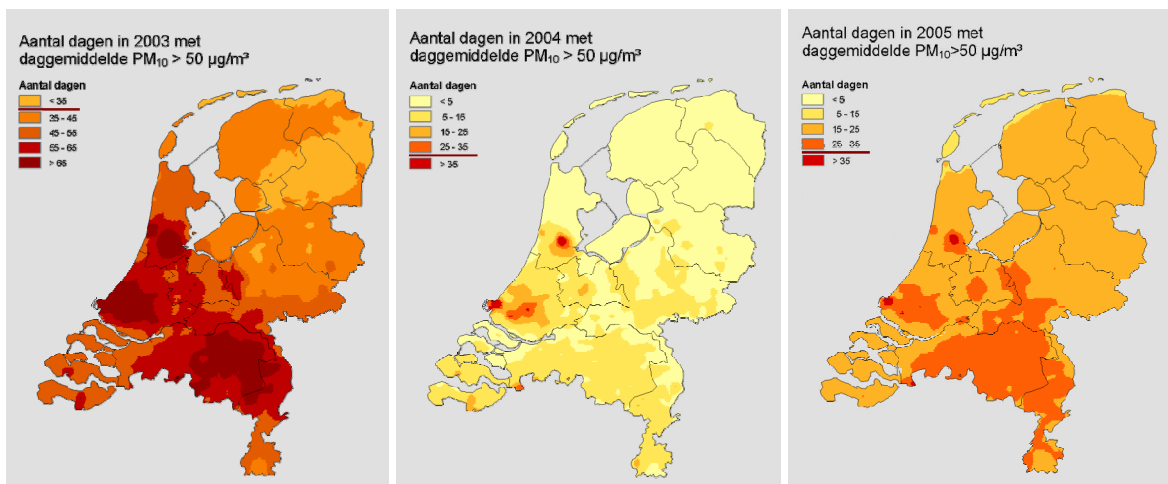 Aantal dagen in 2003 met
daggemiddelde PM₁₀ > 50 µg/m³
Aantal dagen
< 35
35 - 45
45 - 55
55 - 65
> 65
Aantal dagen in 2004 met
daggemiddelde PM₁₀ > 50 µg/m³
Aantal dagen
< 5
5 - 15
15 - 25
25 - 35
> 35
Aantal dagen in 2005 met
daggemiddelde PM₁₀>50 µg/m³
Aantal dagen
< 5
5 - 15
15 - 25
25 - 35
> 35